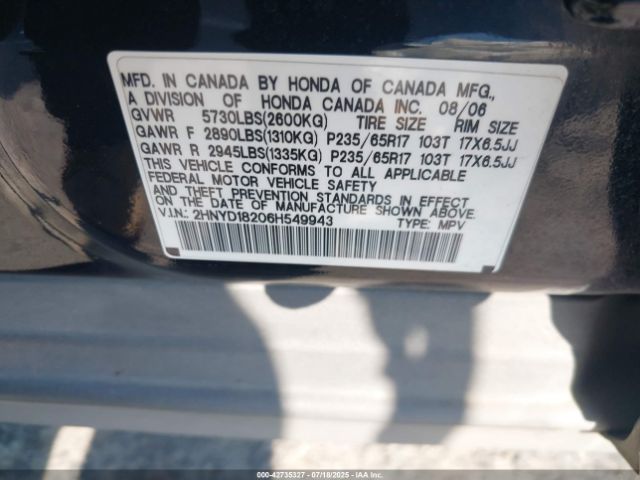 MFD. IN CANADA BY HONDA OF CANADA MFG.,
A DIVISION OF HONDA CANADA INC. 08/06
GVWR 5730LBS(2600KG) TIRE SIZE RIM SIZE
GAWR F 2890LBS(1310KG) P235/65R17 103T 17X6.5JJ
GAWR R 2945LBS(1335KG) P235/65R17 103T 17X6.5JJ
THIS VEHICLE CONFORMS TO ALL APPLICABLE
FEDERAL MOTOR VEHICLE SAFETY
AND THEFT PREVENTION STANDARDS IN EFFECT
ON THE DATE OF MANUFACTURE SHOWN ABOVE.
V.I.N.: 2HNYD18206H549943 TYPE: MPV
© IAA-42735327 - 07/18/2025 - IAAI.COM